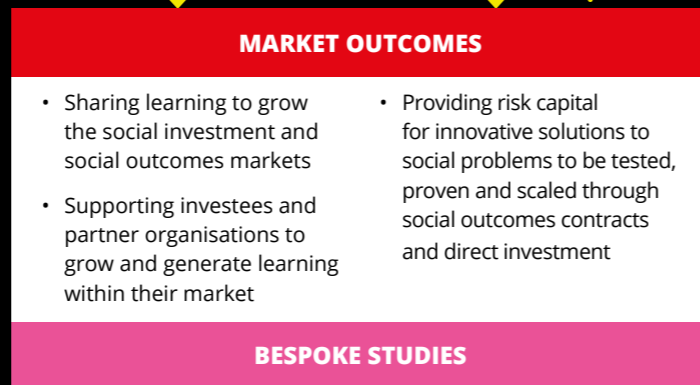 MARKET OUTCOMES
• Sharing learning to grow
the social investment and
social outcomes markets
• Supporting investees and
partner organisations to
grow and generate learning
within their market
• Providing risk capital
for innovative solutions to
social problems to be tested,
proven and scaled through
social outcomes contracts
and direct investment
BESPOKE STUDIES